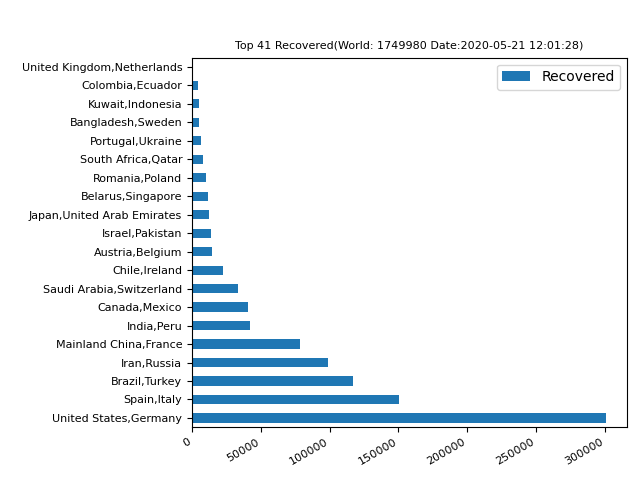 Top 41 Recovered(World: 1749980 Date:2020-05-21 12:01:28)
Recovered
United Kingdom,Netherlands
Colombia,Ecuador
Kuwait,Indonesia
Bangladesh,Sweden
Portugal,Ukraine
South Africa,Qatar
Romania,Poland
Belarus,Singapore
Japan,United Arab Emirates
Israel,Pakistan
Austria,Belgium
Chile,Ireland
Saudi Arabia,Switzerland
Canada,Mexico
India,Peru
Mainland China,France
Iran,Russia
Brazil,Turkey
Spain,Italy
United States,Germany
0 50000 100000 150000 200000 250000 300000